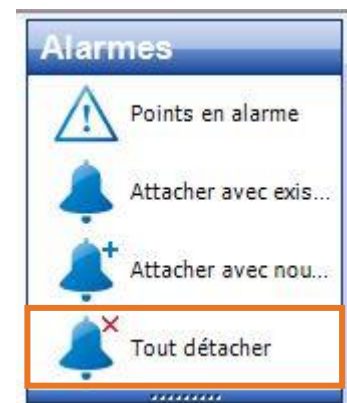 Alarmes
Points en alarme
Attacher avec exis...
Attacher avec nou...
Tout détacher